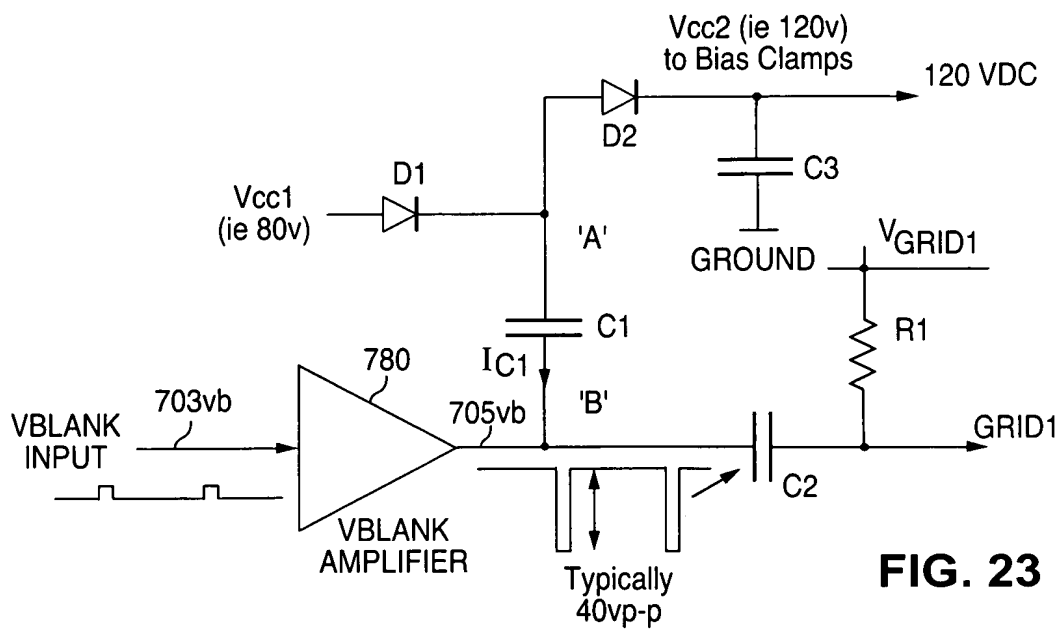 Vcc2 (ie 120v)
to Bias Clamps
120 VDC
D2
C3
D1
Vcc1
(ie 80v)
'A'
GROUND
VGRID1
C1
R1
IC1
780
'B'
703vb
705vb
VBLANK
INPUT
GRID1
C2
VBLANK
AMPLIFIER
Typically
40vp-p
FIG. 23